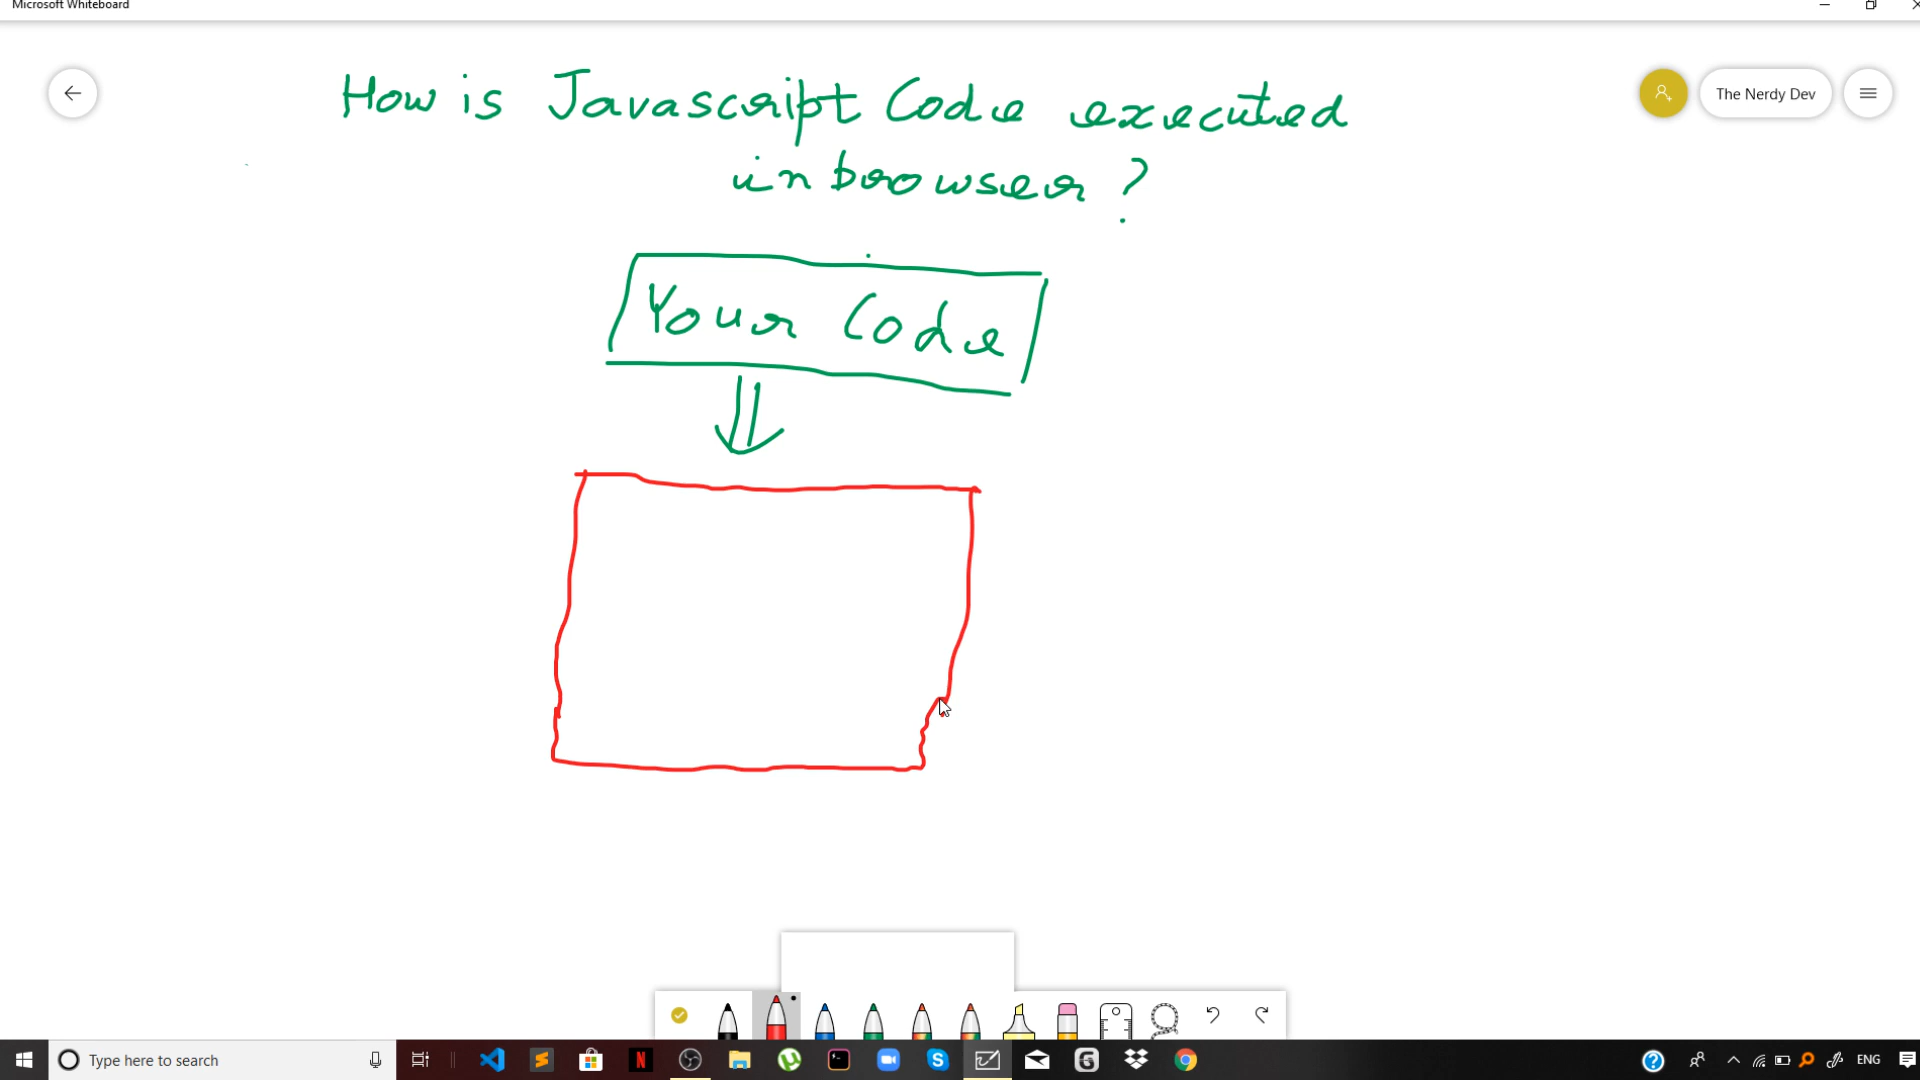 Microsoft Whiteboard
How is Javascript Code executed
in browser ?
The Nerdy Dev
Your Code
Type here to search
ENG